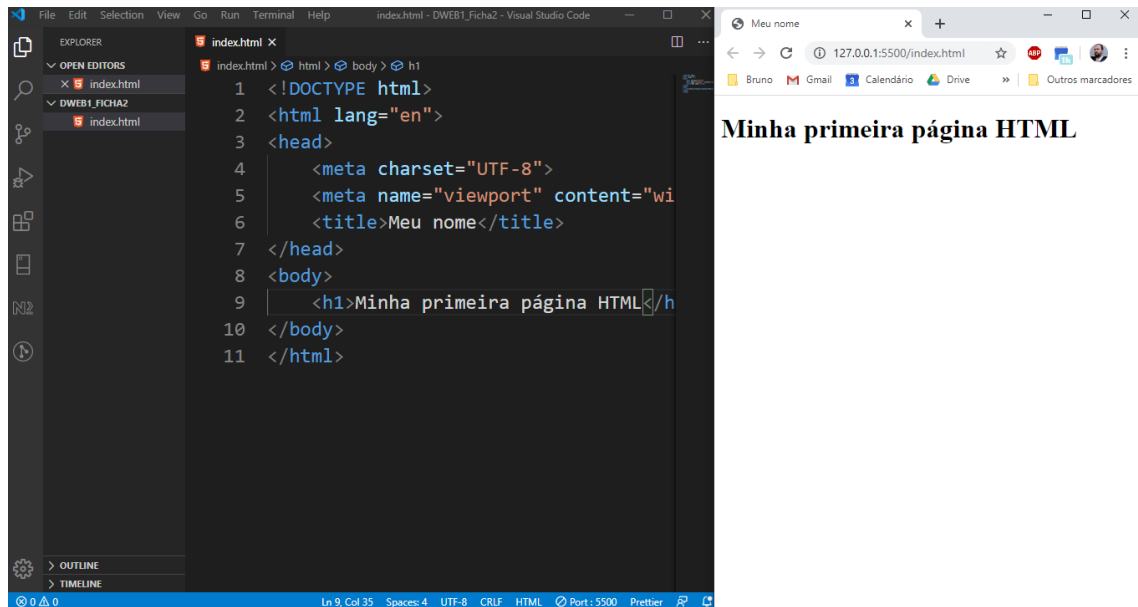 File Edit Selection View Go Run Terminal Help index.html - DWEB1_Ficha2 - Visual Studio Code
EXPLORER
OPEN EDITORS
index.html
DWEB1_FICHA2
index.html
OUTLINE
TIMELINE
index.html
index.html > html > body > h1
1 <!DOCTYPE html>
2 <html lang="en">
3 <head>
4 <meta charset="UTF-8">
5 <meta name="viewport" content="wi
6 <title>Meu nome</title>
7 </head>
8 <body>
9 <h1>Minha primeira página HTML</h
10 </body>
11 </html>
0 0 Ln 9, Col 35 Spaces: 4 UTF-8 CRLF HTML Port : 5500 Prettier
Meu nome
127.0.0.1:5500/index.html ABP
Bruno Gmail 3 Calendário Drive » Outros marcadores
Minha primeira página HTML